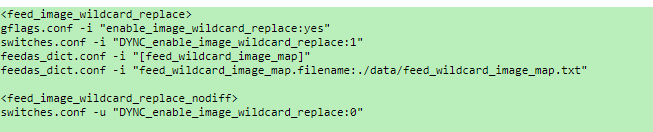 <feed_image_wildcard_replace>
gflags.conf -i "enable_image_wildcard_replace:yes"
switches.conf -i "DYNC_enable_image_wildcard_replace:1"
feedas_dict.conf -i "[feed_wildcard_image_map]"
feedas_dict.conf -i "feed_wildcard_image_map.filename:./data/feed_wildcard_image_map.txt"

<feed_image_wildcard_replace_nodiff>
switches.conf -u "DYNC_enable_image_wildcard_replace:0"